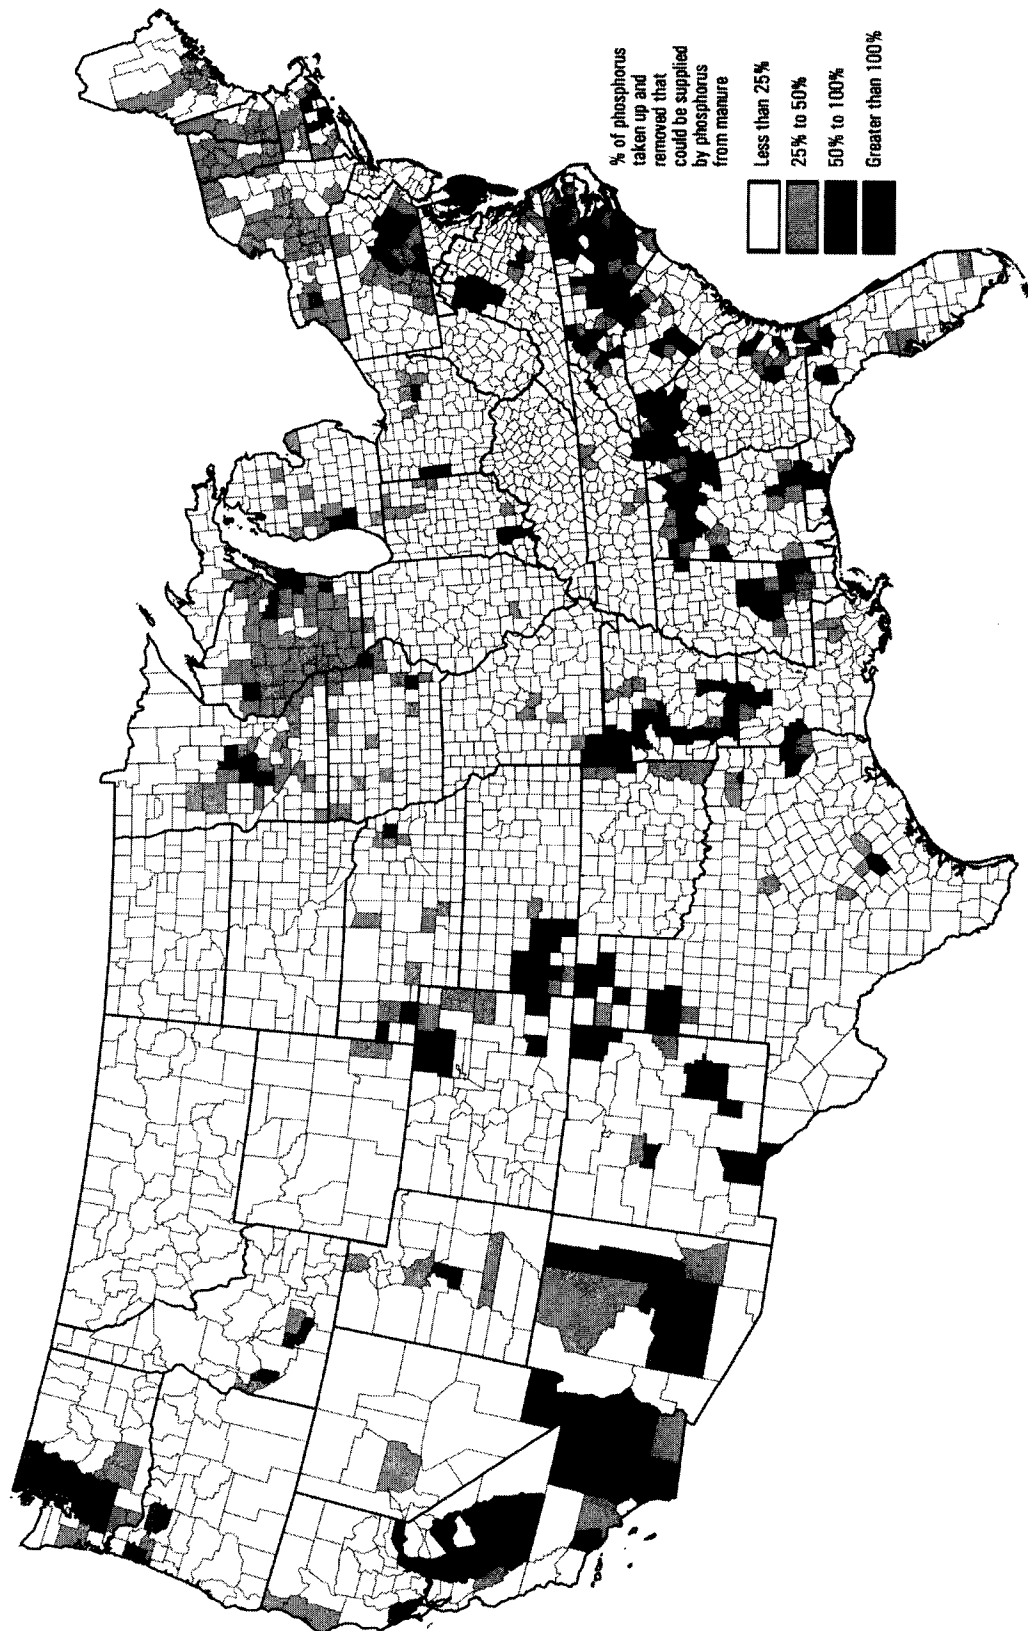 % of phosphorus
taken up and
removed that
could be supplied
by phosphorus
from manure
Less than 25%
25% to 50%
50% to 100%
Greater than 100%